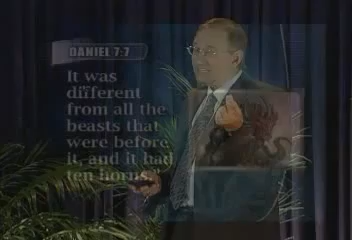 DANIEL 7:7
It was
different
from all the
beasts that
were before
it, and it had
ten horns."